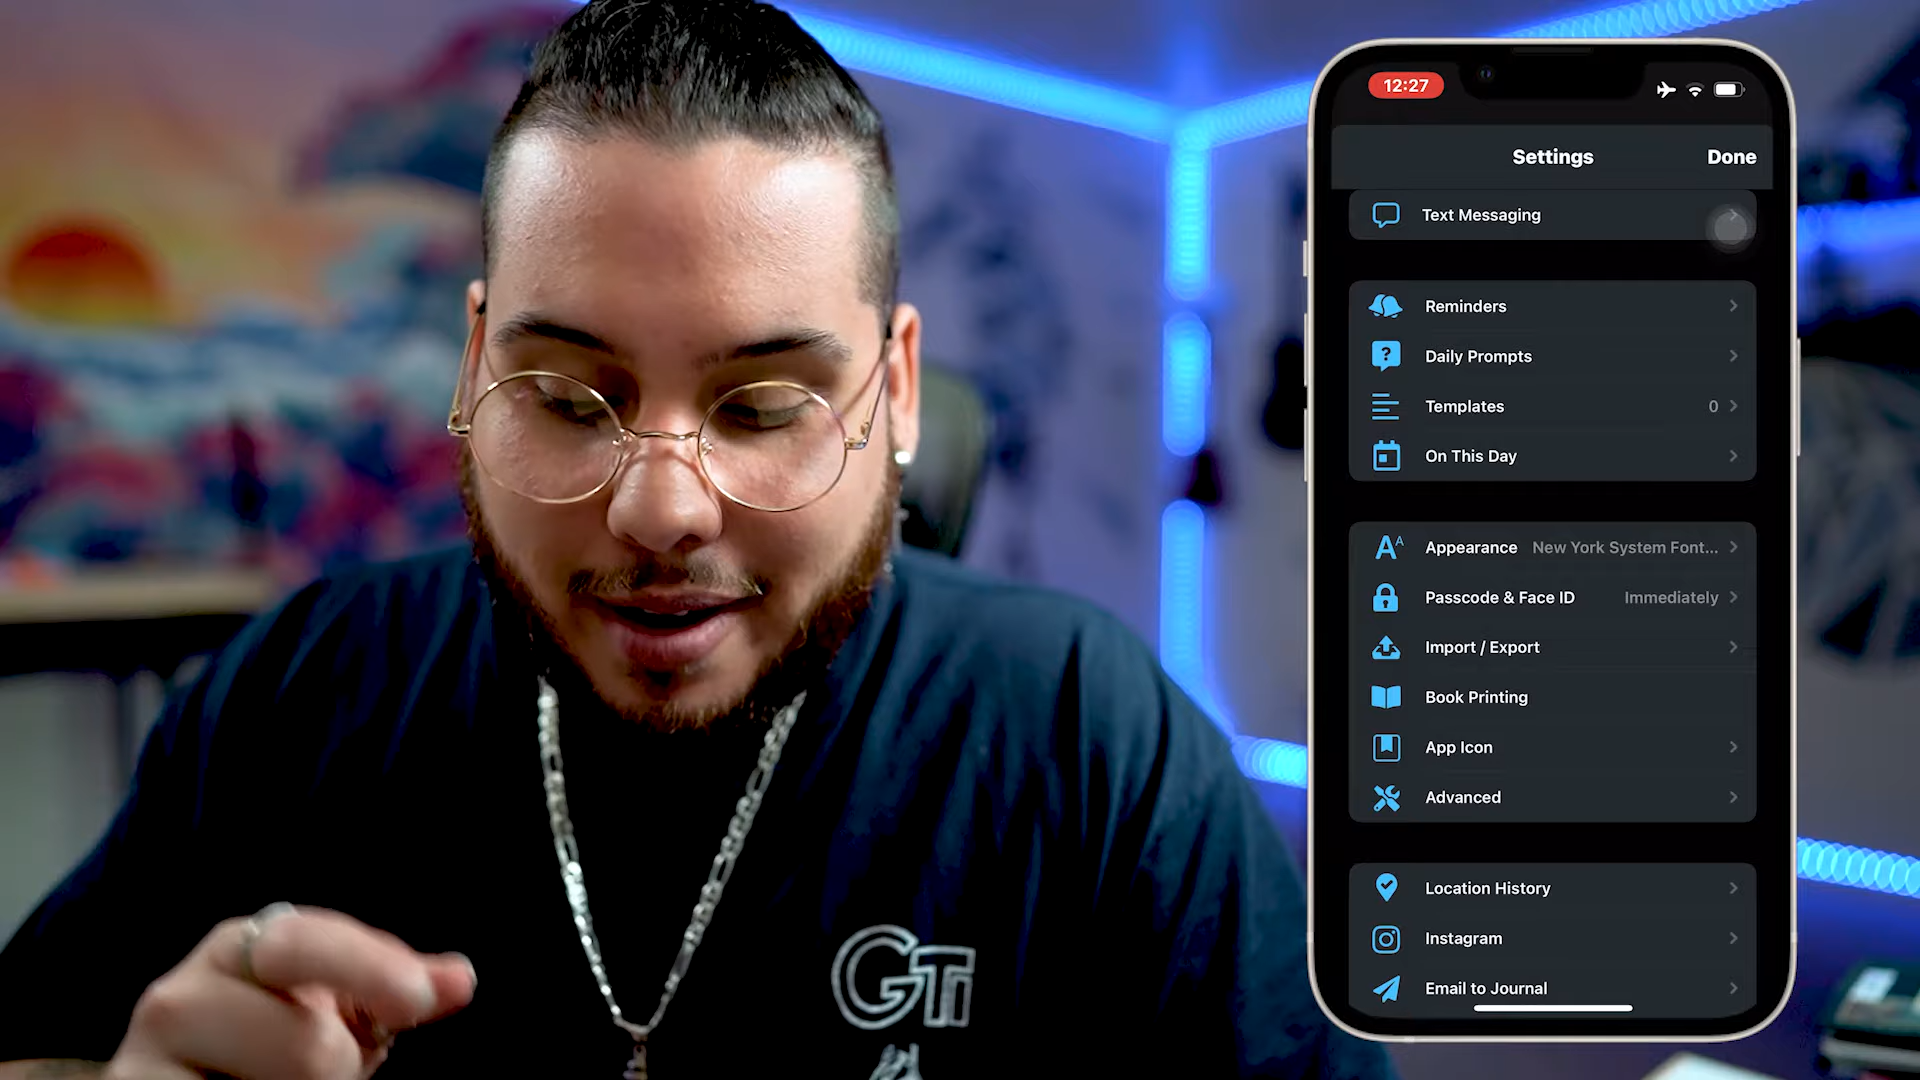 12:27
Settings
Done
Text Messaging
Reminders
Daily Prompts
Templates 0
On This Day
Appearance New York System Font...
Passcode & Face ID Immediately
Import / Export
Book Printing
App Icon
Advanced
Location History
Instagram
Email to Journal
GTi